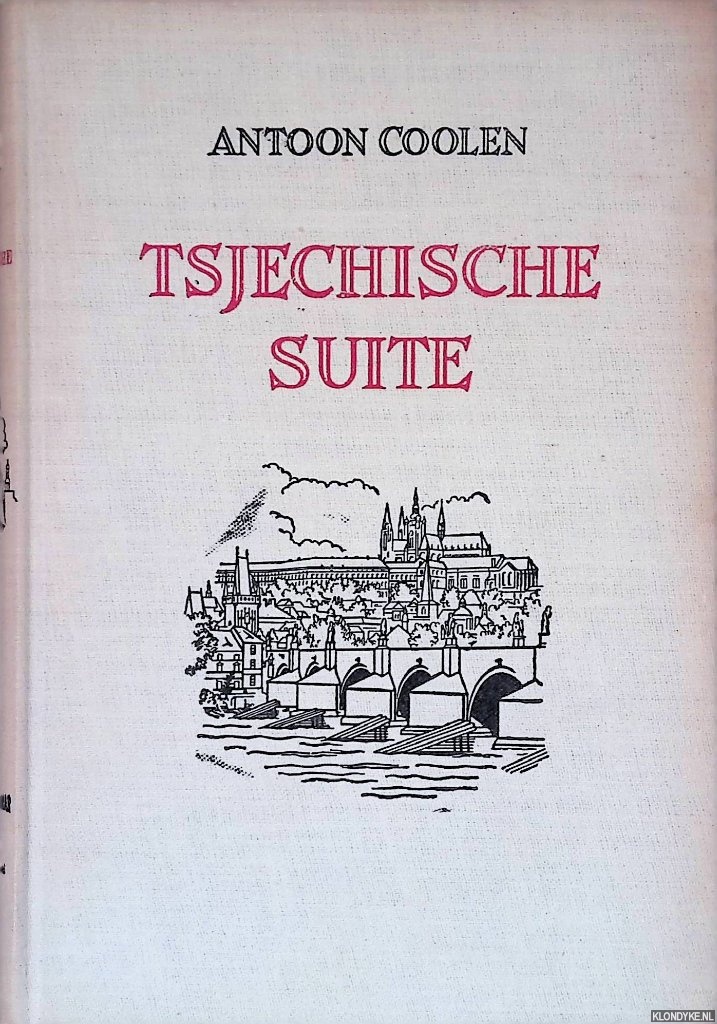 ANTOON COOLEN
TSJECHISCHE
SUITE
KLONDYKE.NL